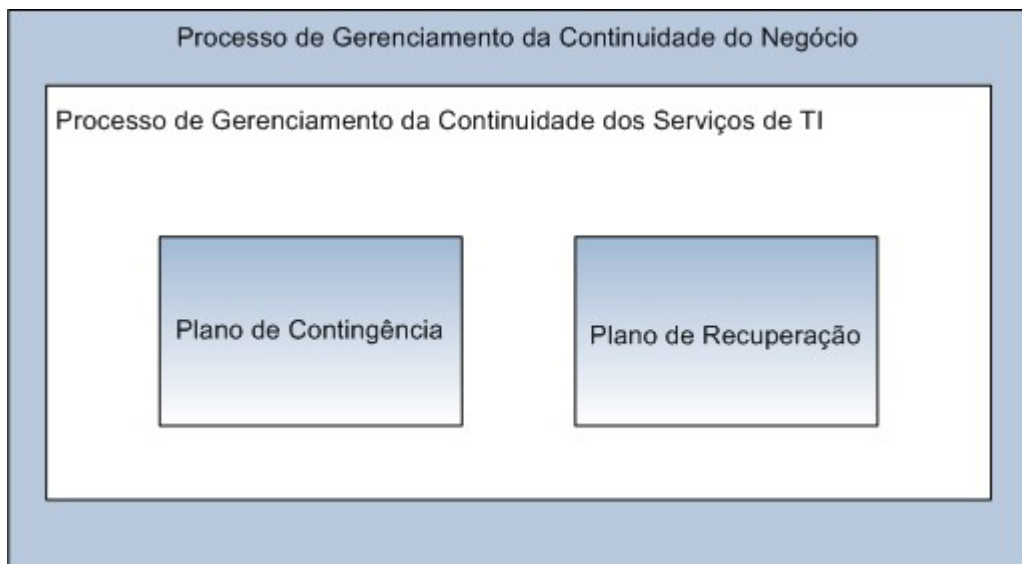 Processo de Gerenciamento da Continuidade do Negócio
Processo de Gerenciamento da Continuidade dos Serviços de TI
Plano de Contingência
Plano de Recuperação